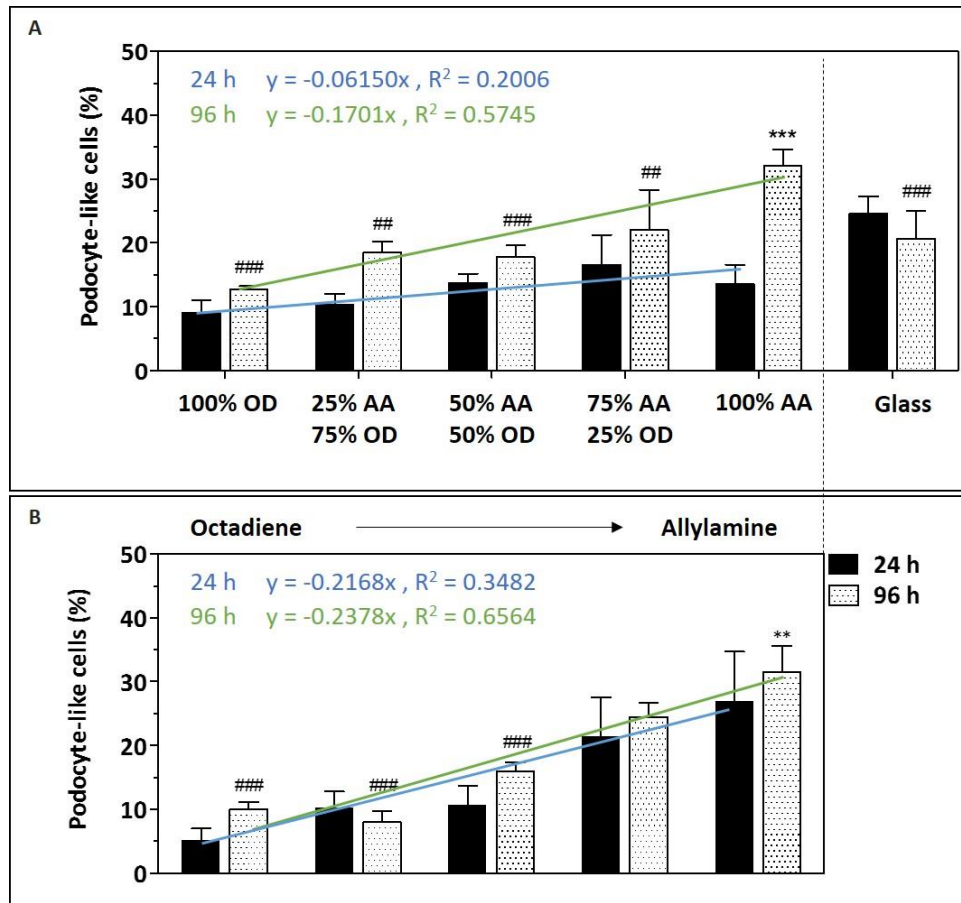 A
50
40
30
20
10
0
Podocyte-like cells (%)
24 h y = -0.06150x , R² = 0.2006
96 h y = -0.1701x , R² = 0.5745
###
##
###
##
***
###
100% OD
25% AA
75% OD
50% AA
50% OD
75% AA
25% OD
100% AA
Glass
B
Octadiene
Allylamine
50
40
30
20
10
0
Podocyte-like cells (%)
24 h y = -0.2168x , R² = 0.3482
96 h y = -0.2378x , R² = 0.6564
###
###
###
**
24 h
96 h